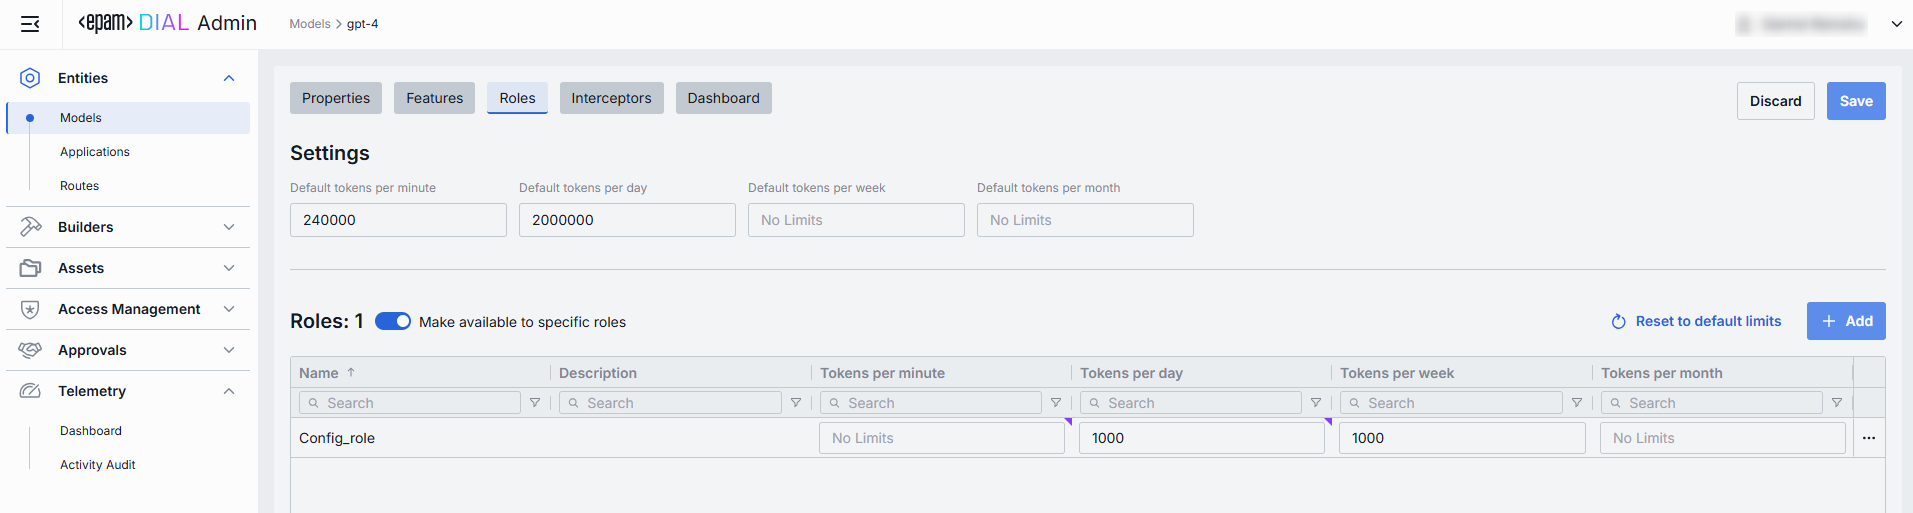 <epam> DIAL Admin
Models > gpt-4
Entities
Models
Applications
Routes
Builders
Assets
Access Management
Approvals
Telemetry
Dashboard
Activity Audit
Properties Features Roles Interceptors Dashboard
Discard Save
Settings
Default tokens per minute Default tokens per day Default tokens per week Default tokens per month
240000 2000000 No Limits No Limits
Roles: 1 Make available to specific roles Reset to default limits + Add
Name ↑ Description Tokens per minute Tokens per day Tokens per week Tokens per month
Search Search Search Search Search Search
Config_role No Limits 1000 1000 No Limits ...